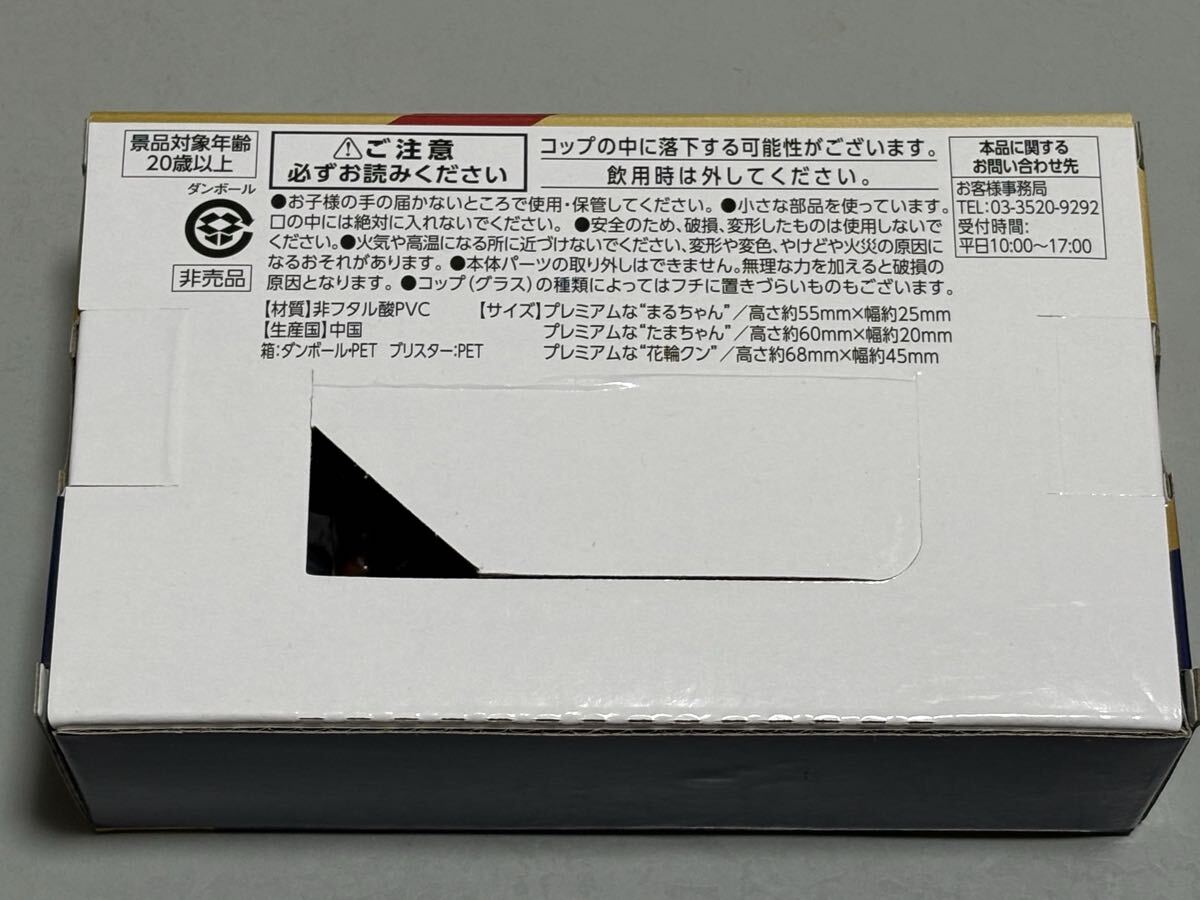 景品対象年齢
20歳以上
ダンボール
非売品
⚠ご注意
必ずお読みください
コップの中に落下する可能性がございます。
飲用時は外してください。
本品に関する
お問い合わせ先
お客様事務局
TEL:03-3520-9292
受付時間:
平日10:00〜17:00
●お子様の手の届かないところで使用・保管してください。 ●小さな部品を使っています。
口の中には絶対に入れないでください。 ●安全のため、破損、変形したものは使用しないで
ください。●火気や高温になる所に近づけないでください、変形や変色、やけどや火災の原因に
なるおそれがあります。 ●本体パーツの取り外しはできません。無理な力を加えると破損の
原因となります。 ●コップ(グラス)の種類によってはフチに置きづらいものもございます。
【材質】非フタル酸PVC 【サイズ】プレミアムな“まるちゃん”/高さ約55mm×幅約25mm
【生産国】中国 プレミアムな“たまちゃん”/高さ約60mm×幅約20mm
箱:ダンボール・PET ブリスター:PET プレミアムな“花輪クン”/高さ約68mm×幅約45mm